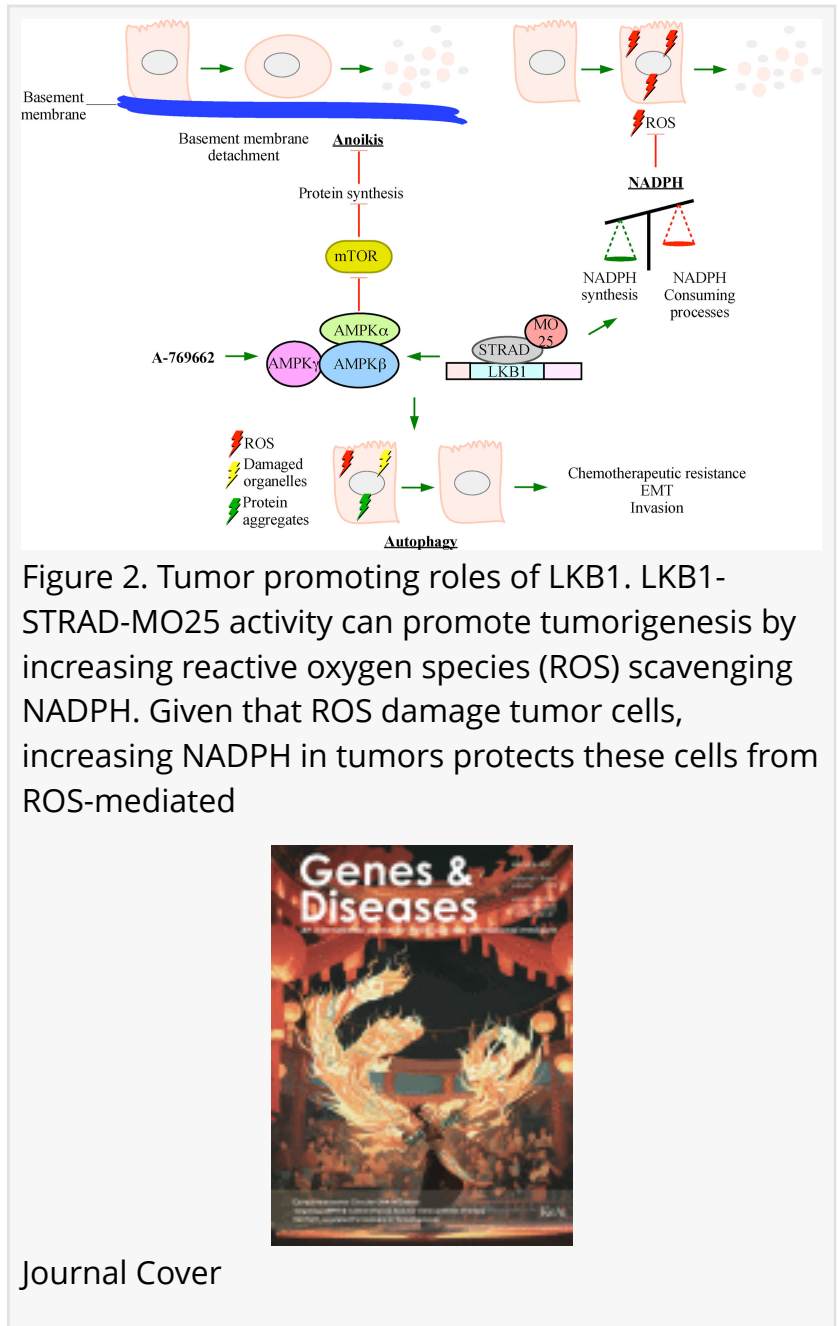 Basement
membrane
Basement membrane
detachment
Anoikis
Protein synthesis
mTOR
AMPKα
AMPKγ
AMPKβ
A-769662
MO
25
STRAD
LKB1
ROS
NADPH
NADPH
synthesis
NADPH
Consuming
processes
ROS
Damaged
organelles
Protein
aggregates
Autophagy
Chemotherapeutic resistance
EMT
Invasion
Figure 2. Tumor promoting roles of LKB1. LKB1-
STRAD-MO25 activity can promote tumorigenesis by
increasing reactive oxygen species (ROS) scavenging
NADPH. Given that ROS damage tumor cells,
increasing NADPH in tumors protects these cells from
ROS-mediated
Genes &
Diseases
Journal Cover